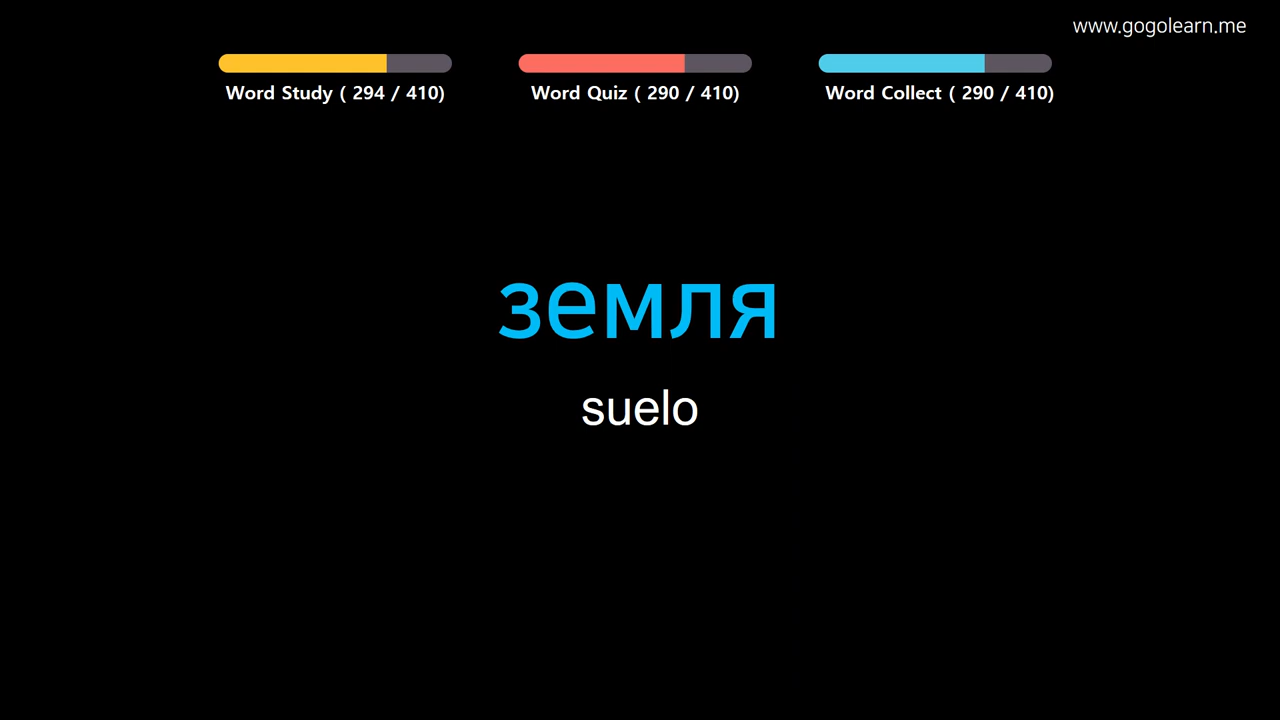 www.gogolearn.me
Word Study ( 294 / 410)
Word Quiz ( 290 / 410)
Word Collect ( 290 / 410)
земля
suelo